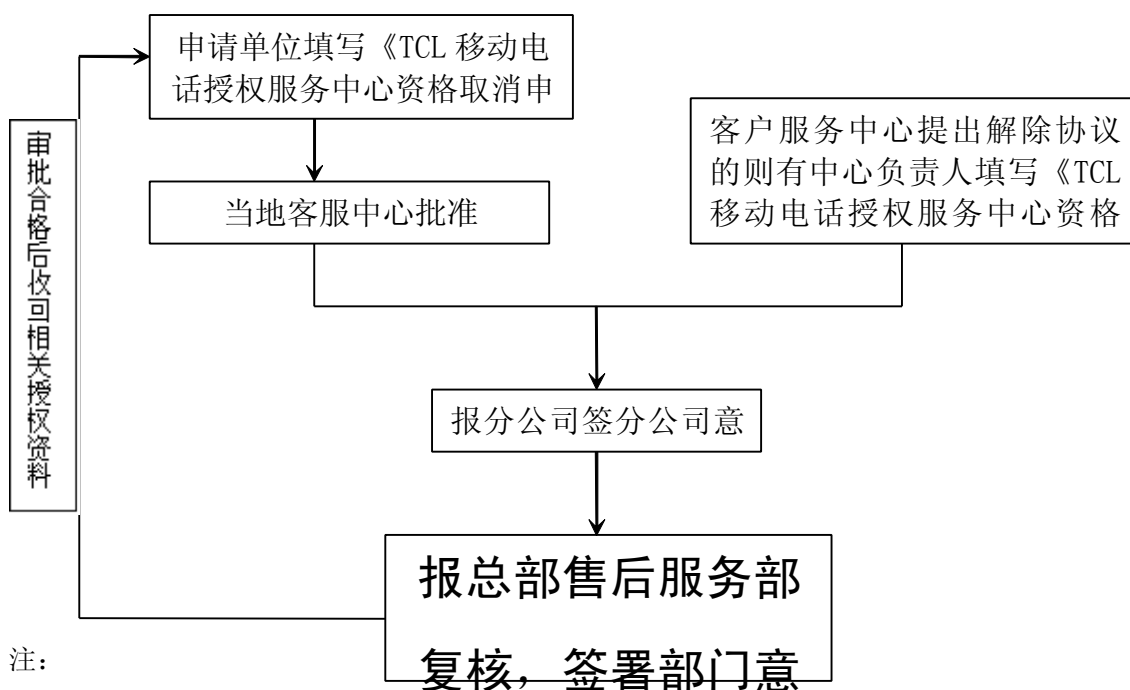 申请单位填写《TCL 移动电
话授权服务中心资格取消申
客户服务中心提出解除协议
的则有中心负责人填写《TCL
移动电话授权服务中心资格
当地客服中心批准
审批合格后收回相关授权资料
报分公司签分公司意
报总部售后服务部
复核，签署部门意
注：